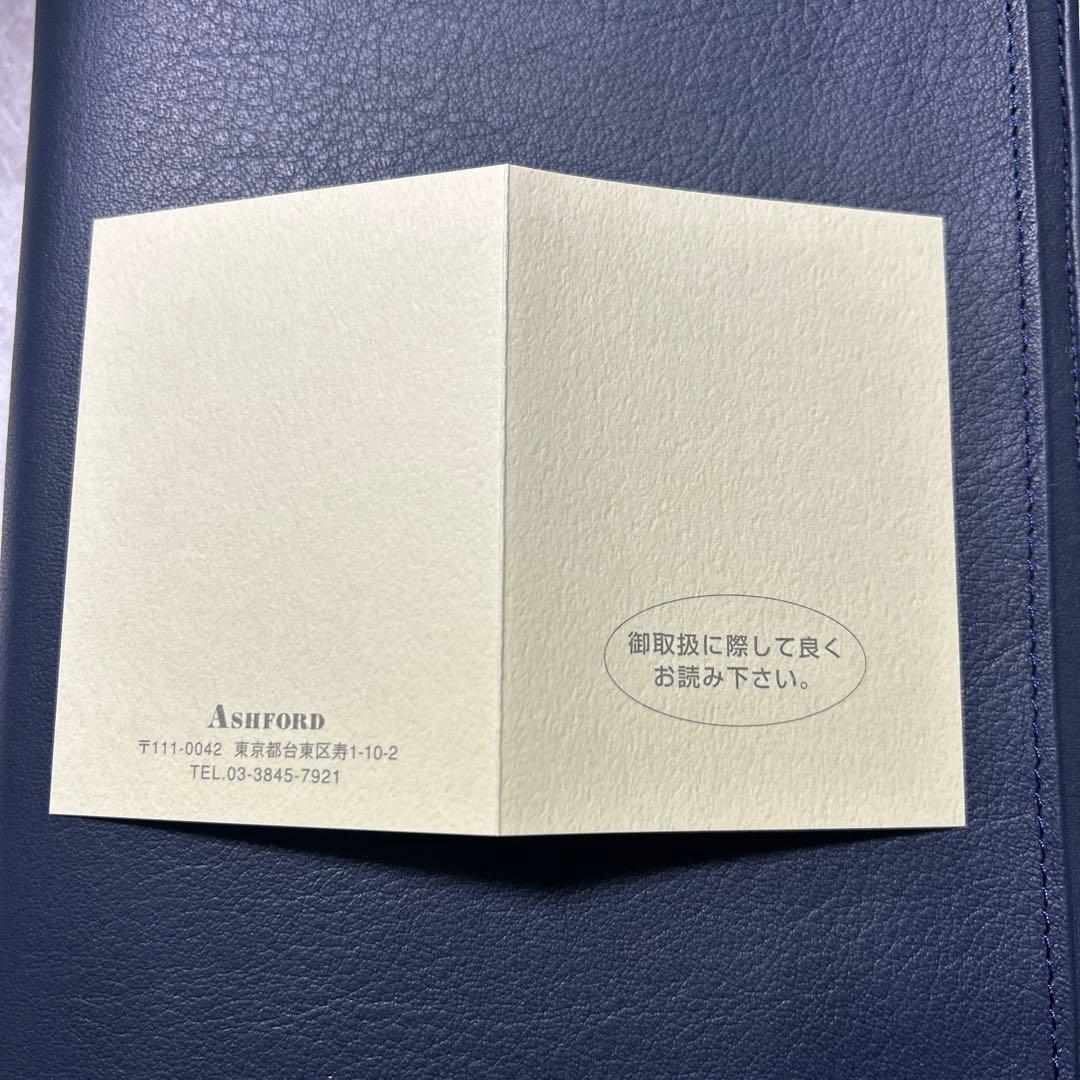 ASHFORD
〒111-0042 東京都台東区寿1-10-2
TEL.03-3845-7921
御取扱に際して良く
お読み下さい。